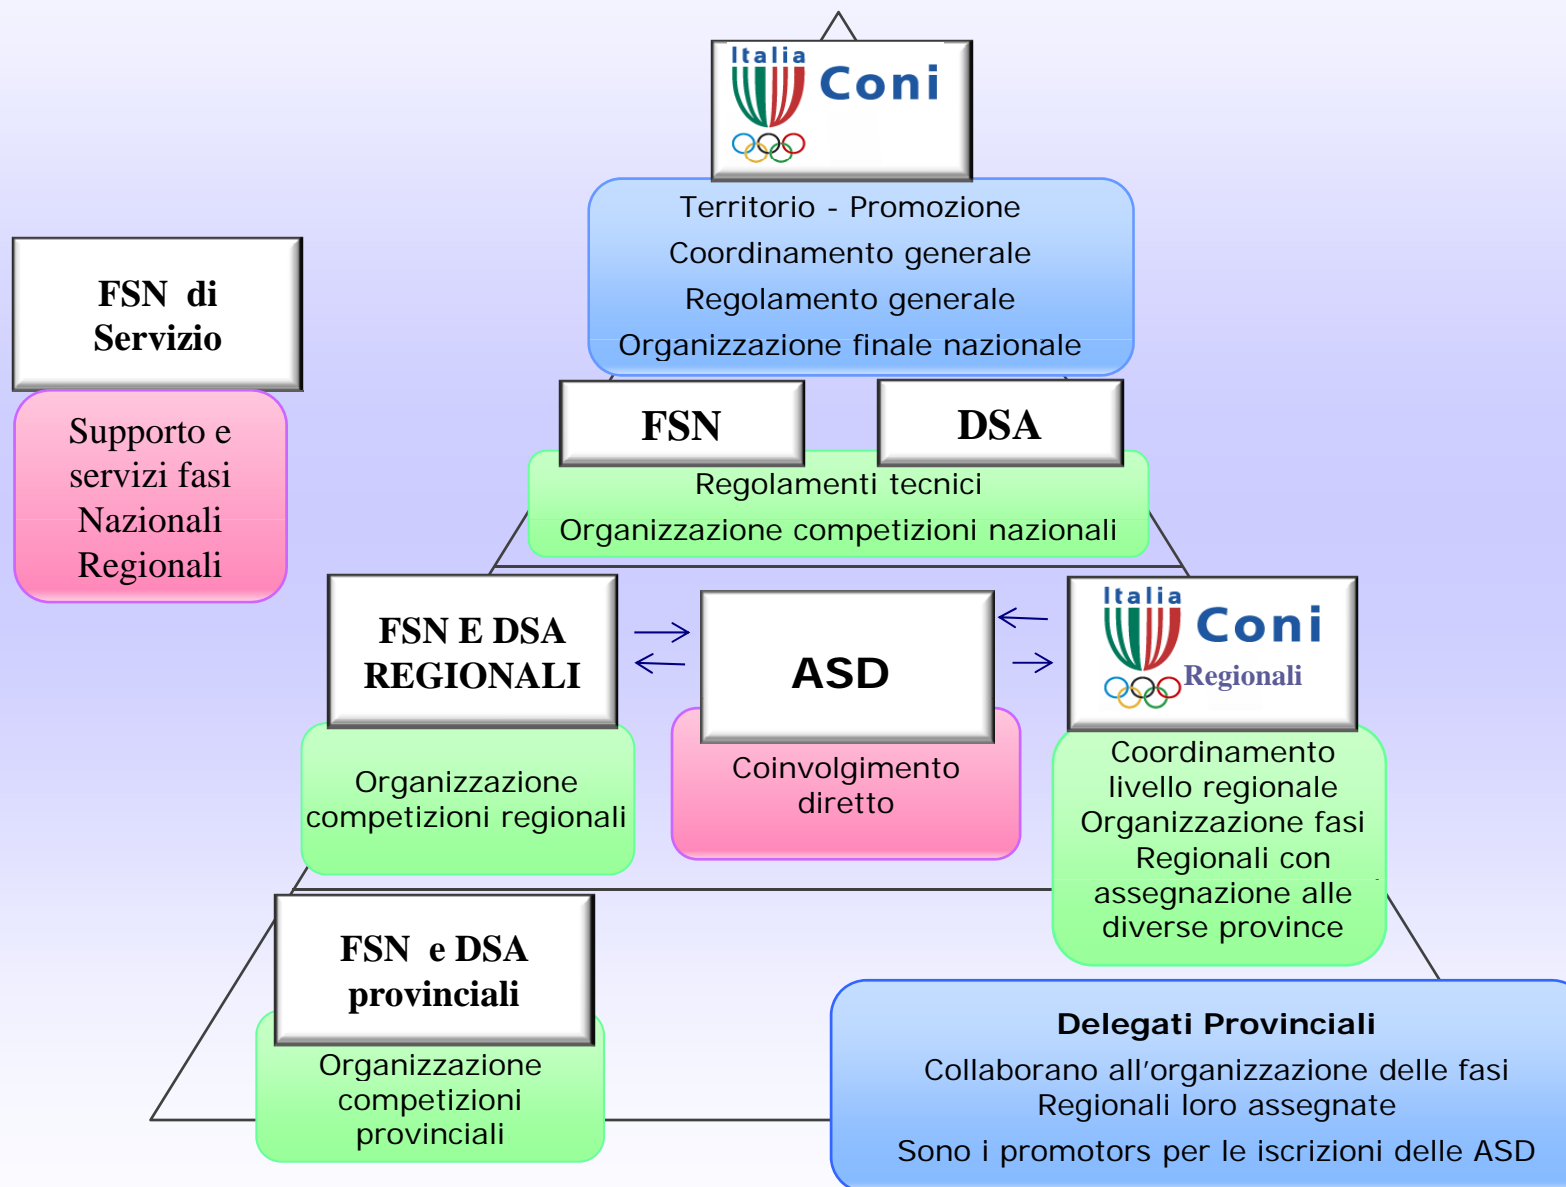 Italia
Coni
Territorio - Promozione
Coordinamento generale
Regolamento generale
Organizzazione finale nazionale
FSN di
Servizio
Supporto e
servizi fasi
Nazionali
Regionali
FSN
DSA
Regolamenti tecnici
Organizzazione competizioni nazionali
FSN E DSA
REGIONALI
Organizzazione
competizioni regionali
ASD
Coinvolgimento
diretto
Italia
Coni
Regionali
Coordinamento
livello regionale
Organizzazione fasi
Regionali con
assegnazione alle
diverse province
FSN e DSA
provinciali
Organizzazione
competizioni
provinciali
Delegati Provinciali
Collaborano all'organizzazione delle fasi
Regionali loro assegnate
Sono i promotors per le iscrizioni delle ASD